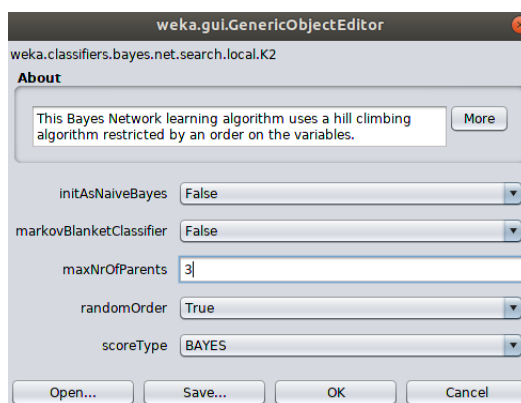 weka.gui.GenericObjectEditor
weka.classifiers.bayes.net.search.local.K2
About
This Bayes Network learning algorithm uses a hill climbing
algorithm restricted by an order on the variables.
More
initAsNaiveBayes False
markovBlanketClassifier False
maxNrOfParents 3
randomOrder True
scoreType BAYES
Open... Save... OK Cancel